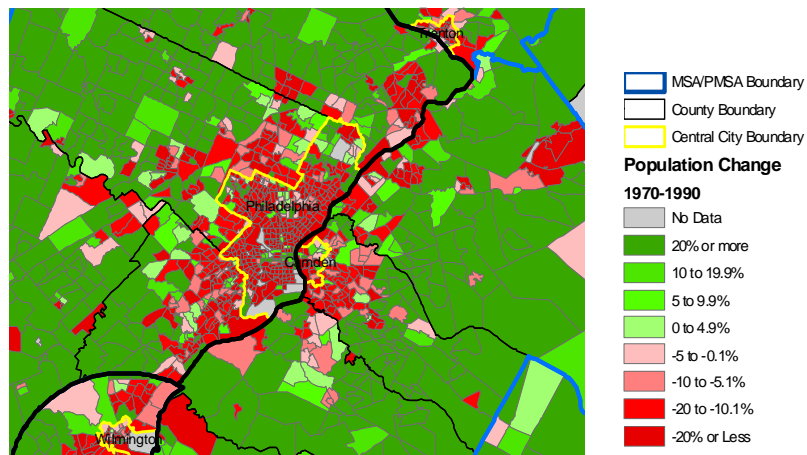 Trenton
Philadelphia
Camden
Wilmington
MSA/PMSA Boundary
County Boundary
Central City Boundary
Population Change
1970-1990
No Data
20% or more
10 to 19.9%
5 to 9.9%
0 to 4.9%
-5 to -0.1%
-10 to -5.1%
-20 to -10.1%
-20% or Less